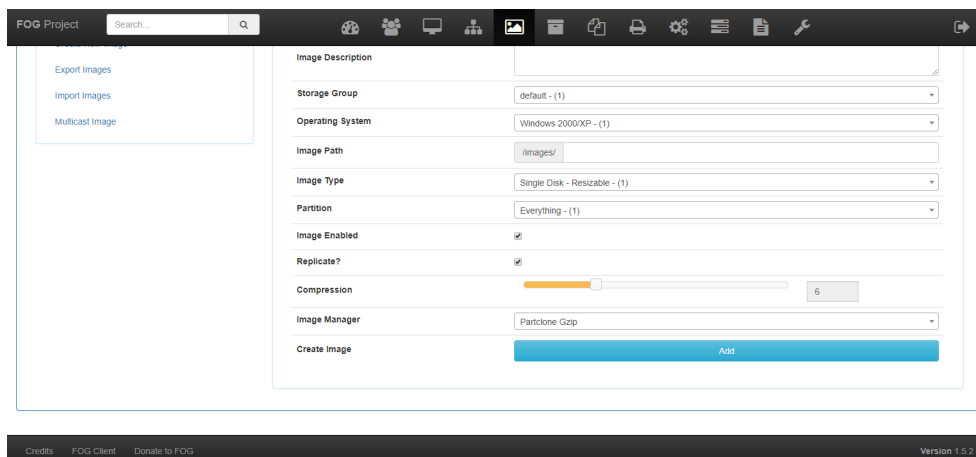 FOG Project Search...
Export Images
Import Images
Multicast Image
Image Description
Storage Group default - (1)
Operating System Windows 2000/XP - (1)
Image Path /images/
Image Type Single Disk - Resizable - (1)
Partition Everything - (1)
Image Enabled
Replicate?
Compression 6
Image Manager Partclone Gzip
Create Image Add
Credits FOG Client Donate to FOG Version 1.5.2